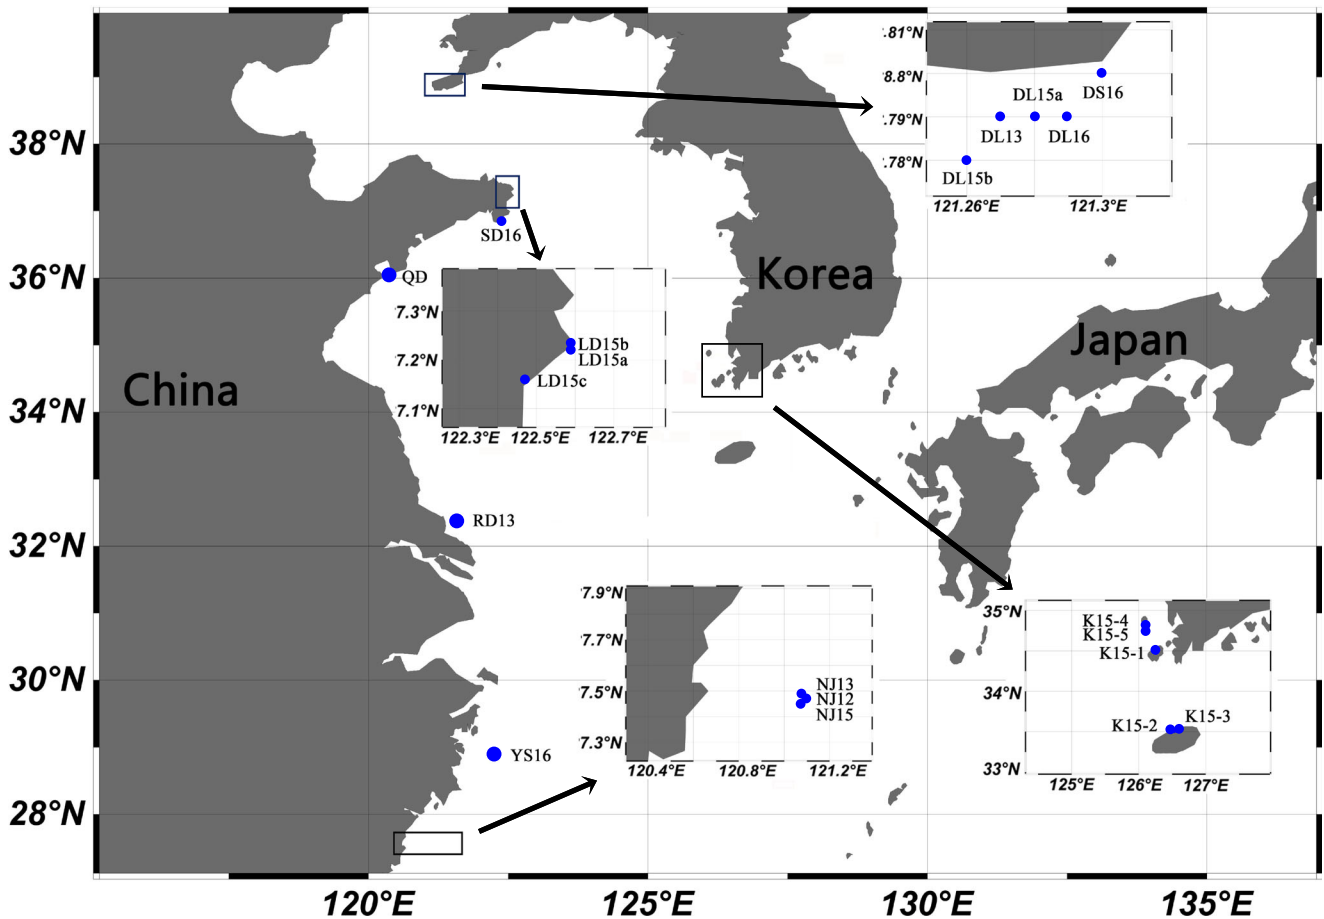 38°N
36°N
34°N
32°N
30°N
28°N
120°E
125°E
130°E
135°E
China
Korea
Japan
SD16
QD
RD13
YS16
.81°N
8.8°N
.79°N
.78°N
DS16
DL15a
DL13
DL16
DL15b
121.26°E
121.3°E
7.3°N
7.2°N
7.1°N
LD15b
LD15a
LD15c
122.3°E
122.5°E
122.7°E
7.9°N
7.7°N
7.5°N
7.3°N
NJ13
NJ12
NJ15
120.4°E
120.8°E
121.2°E
35°N
34°N
33°N
K15-4
K15-5
K15-1
K15-2
K15-3
125°E
126°E
127°E